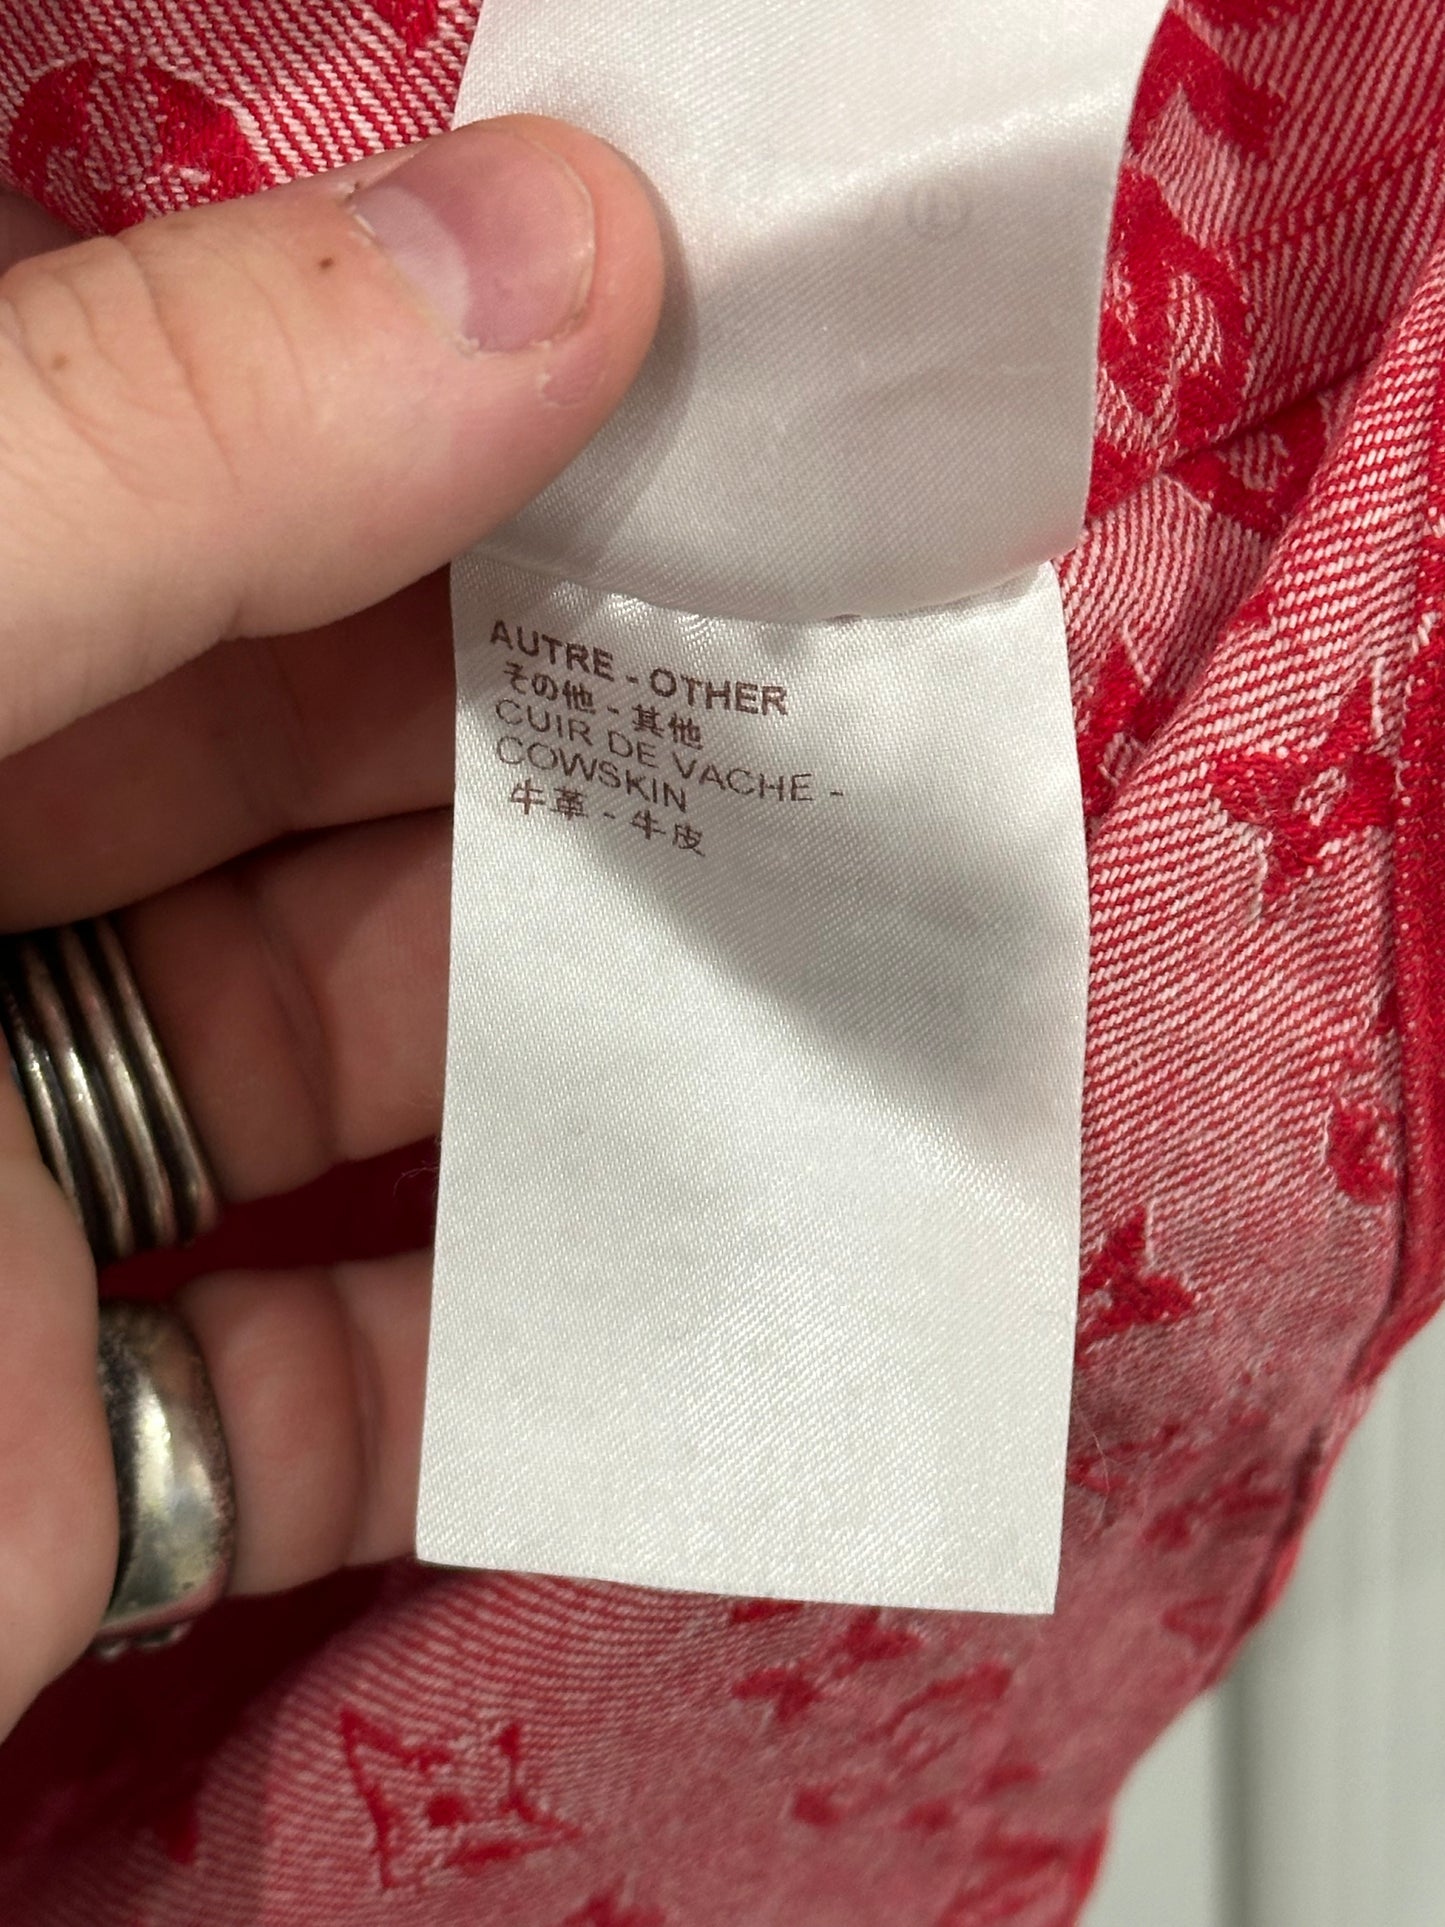 AUTRE - OTHER
その他 - 其他
CUIR DE VACHE -
COWSKIN
牛革 - 牛皮